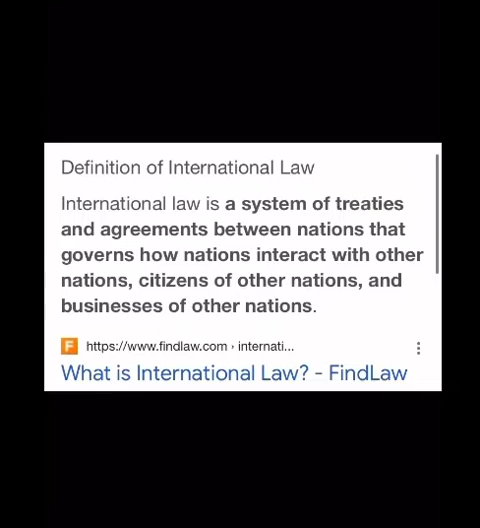 Definition of International Law
International law is a system of treaties
and agreements between nations that
governs how nations interact with other
nations, citizens of other nations, and
businesses of other nations.
F https://www.findlaw.com › internati...
What is International Law? - FindLaw